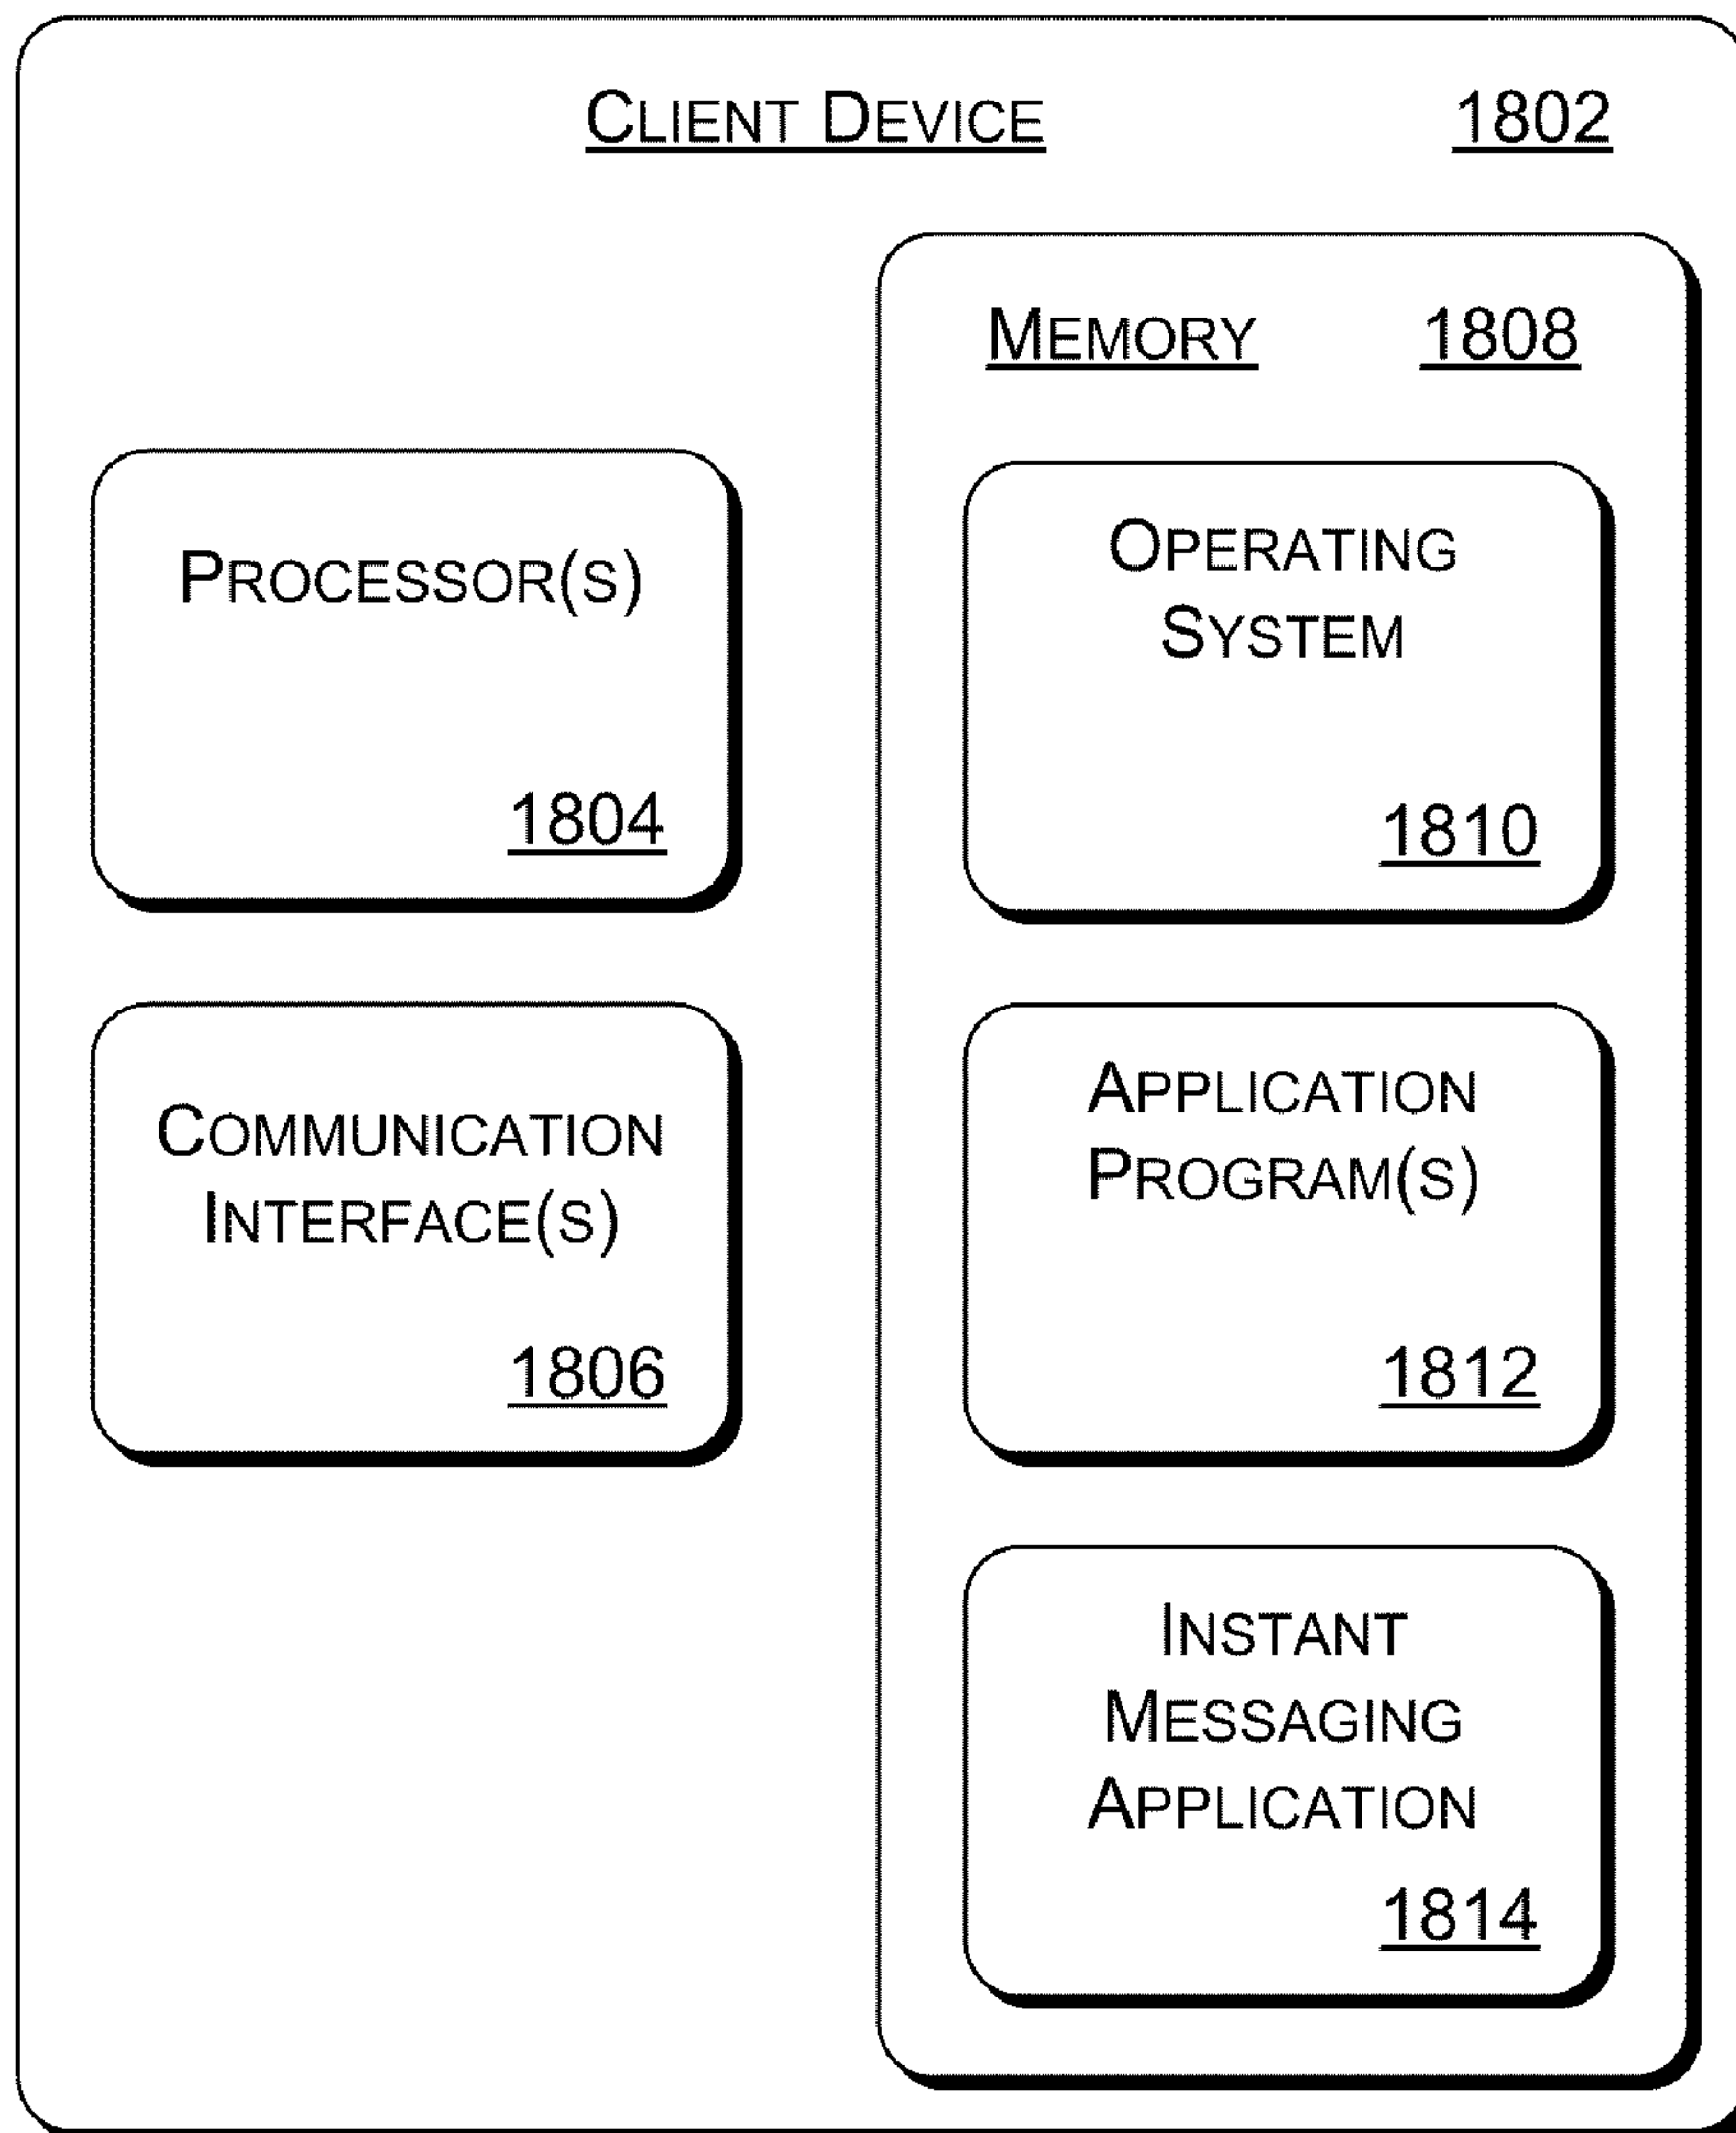 CLIENT DEVICE 1802
MEMORY 1808
PROCESSOR(S)
1804
COMMUNICATION
INTERFACE(S)
1806
OPERATING
SYSTEM
1810
APPLICATION
PROGRAM(S)
1812
INSTANT
MESSAGING
APPLICATION
1814